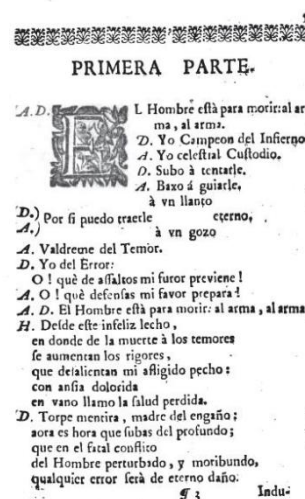 PRIMERA PARTE.
A. D. EL Hombre eſtà para morir: al ar
ma, al arma.
D. Yo Campeon del Infierno
A. Yo celeſtial Cuſtodio.
D. Subo à tentarle.
A. Baxo á guiarle,
à vn llanto
D.) Por ſi puedo traerle eterno,
A.) à vn gozo
A. Valdreme del Temor.
D. Yo del Error:
O! què de aſſaltos mi furor previene!
A. O! què defenſas mi favor prepara!
A. D. El Hombre eſtà para morir: al arma, al arma
H. Deſde eſte infeliz lecho,
en donde de la muerte à los temores
ſe aumentan los rigores,
que deſalientan mi afligido pecho:
con anſia dolorida
en vano llamo la ſalud perdida.
D. Torpe mentira, madre del engaño;
aora es hora que ſubas del profundo;
que en el fatal conflicto
del Hombre perturbado, y moribundo,
qualquier error ſerà de eterno daño.
¶ 3 Indu-